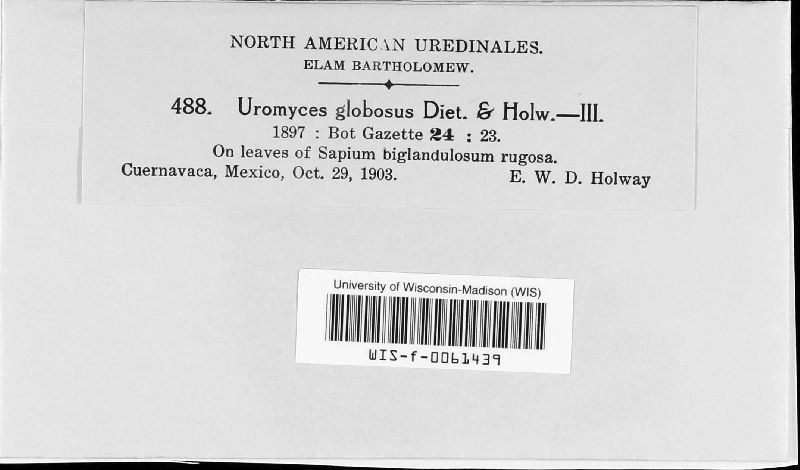 NORTH AMERICAN UREDINALES.
ELAM BARTHOLOMEW.
488. Uromyces globosus Diet. & Holw.—III.
1897 : Bot Gazette 24 : 23.
On leaves of Sapium biglandulosum rugosa.
Cuernavaca, Mexico, Oct. 29, 1903. E. W. D. Holway
University of Wisconsin-Madison (WIS)
WIS-f-0061439